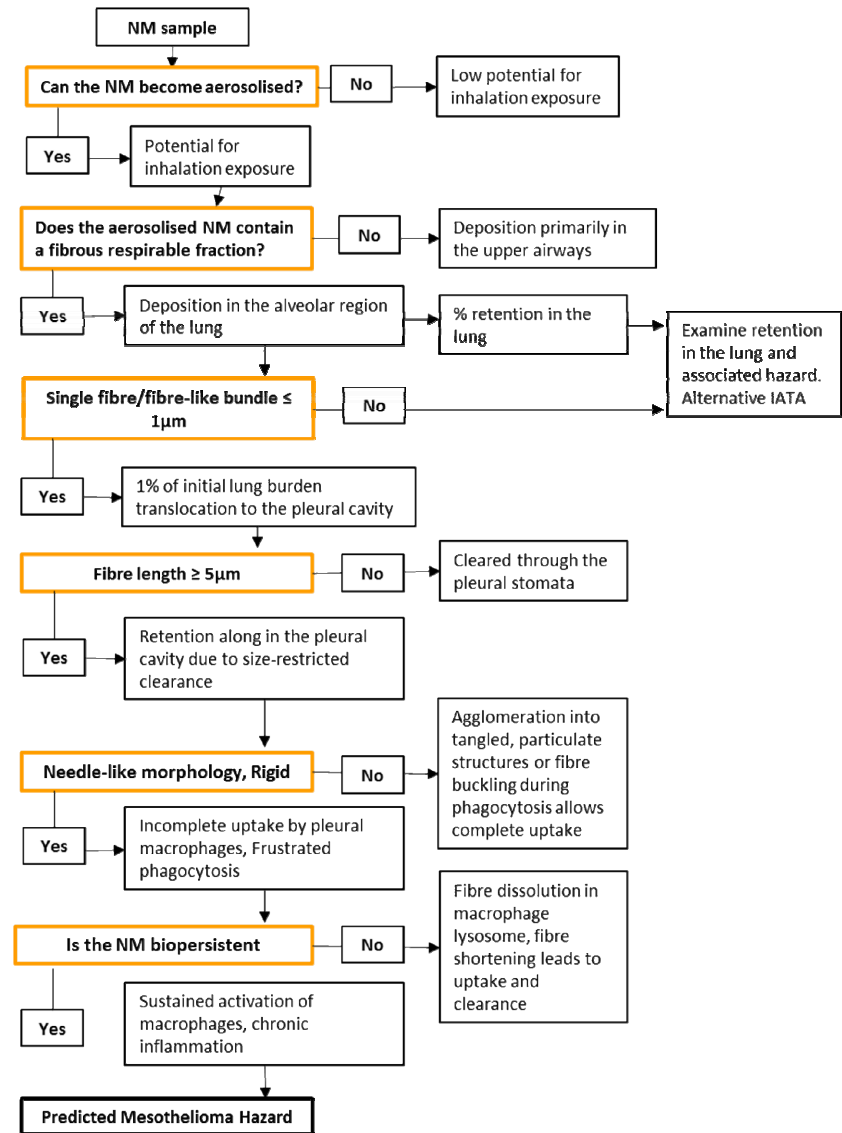 NM sample
Can the NM become aerosolised?
No
Low potential for
inhalation exposure
Yes
Potential for
inhalation exposure
Does the aerosolised NM contain
a fibrous respirable fraction?
No
Deposition primarily in
the upper airways
Yes
Deposition in the alveolar region
of the lung
% retention in the
lung
Examine retention
in the lung and
associated hazard.
Alternative IATA
Single fibre/fibre-like bundle ≤
1µm
No
Yes
1% of initial lung burden
translocation to the pleural cavity
Fibre length ≥ 5µm
No
Cleared through the
pleural stomata
Yes
Retention along in the pleural
cavity due to size-restricted
clearance
Needle-like morphology, Rigid
No
Agglomeration into
tangled, particulate
structures or fibre
buckling during
phagocytosis allows
complete uptake
Yes
Incomplete uptake by pleural
macrophages, Frustrated
phagocytosis
Is the NM biopersistent
No
Fibre dissolution in
macrophage
lysosome, fibre
shortening leads to
uptake and
clearance
Yes
Sustained activation of
macrophages, chronic
inflammation
Predicted Mesothelioma Hazard